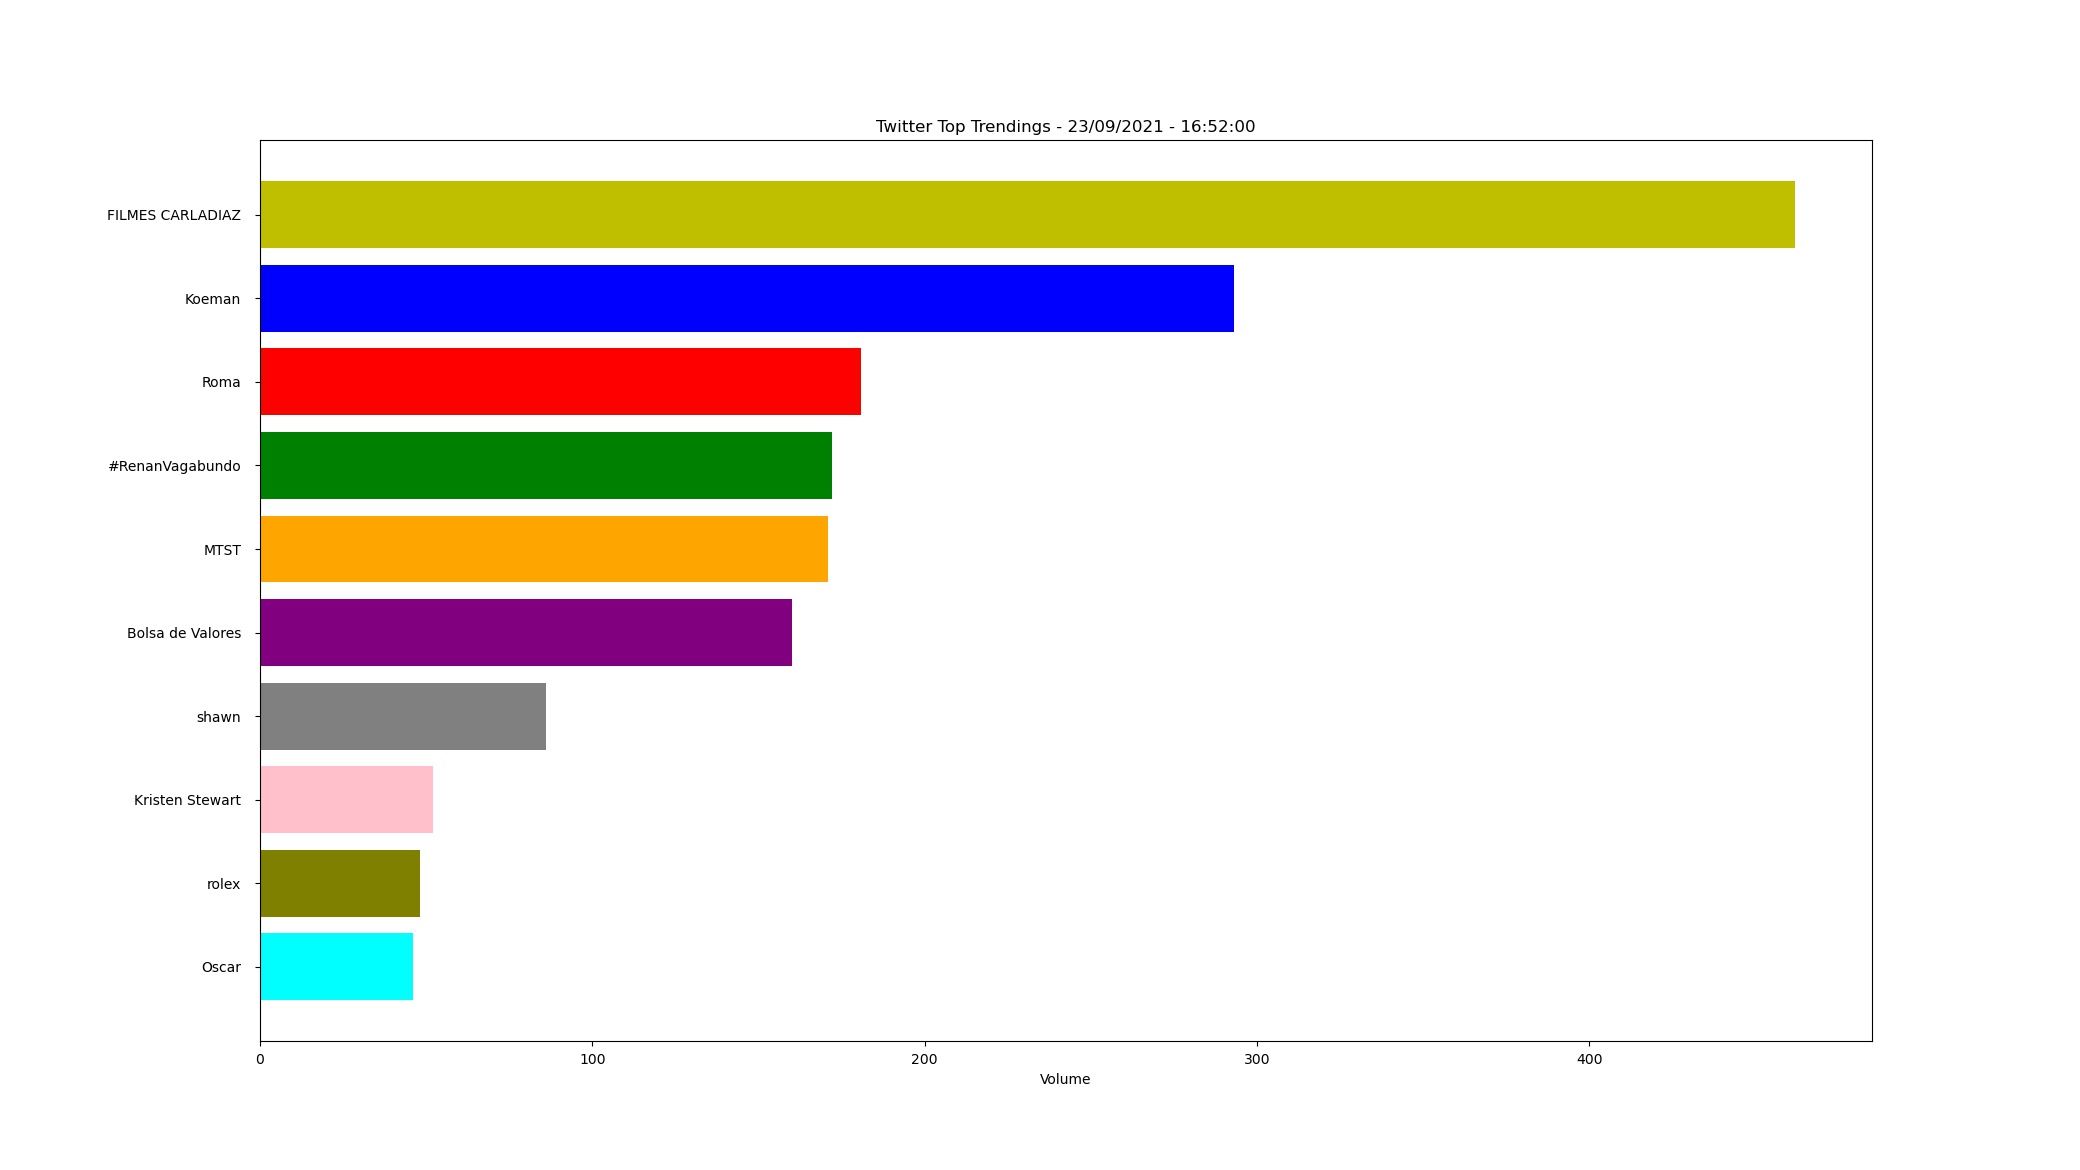 Twitter Top Trendings - 23/09/2021 - 16:52:00
FILMES CARLADIAZ
Koeman
Roma
#RenanVagabundo
MTST
Bolsa de Valores
shawn
Kristen Stewart
rolex
Oscar
0 100 200 300 400
Volume